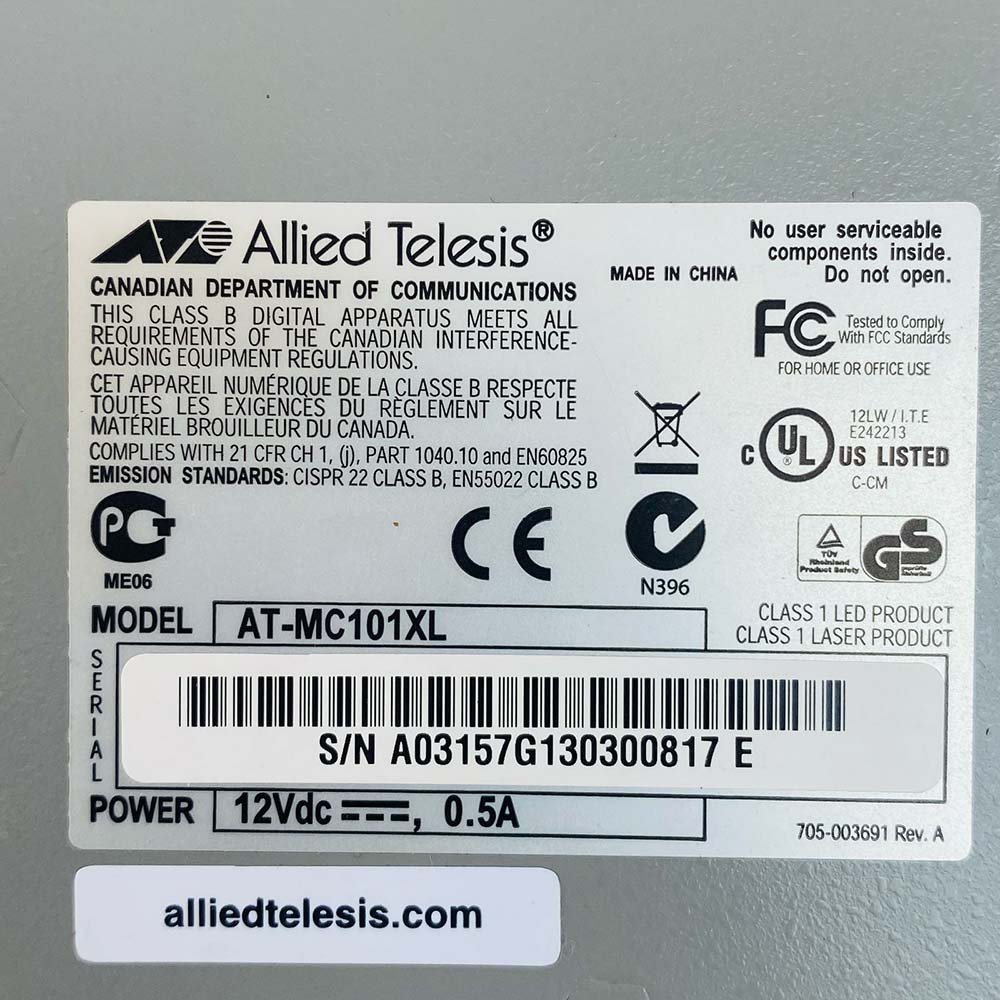 Allied Telesis®
No user serviceable
components inside.
Do not open.
MADE IN CHINA
CANADIAN DEPARTMENT OF COMMUNICATIONS
THIS CLASS B DIGITAL APPARATUS MEETS ALL
REQUIREMENTS OF THE CANADIAN INTERFERENCE-
CAUSING EQUIPMENT REGULATIONS.
CET APPAREIL NUMÉRIQUE DE LA CLASSE B RESPECTE
TOUTES LES EXIGENCES DU RÈGLEMENT SUR LE
MATÉRIEL BROUILLEUR DU CANADA.
COMPLIES WITH 21 CFR CH 1, (j), PART 1040.10 and EN60825
EMISSION STANDARDS: CISPR 22 CLASS B, EN55022 CLASS B
FC Tested to Comply
With FCC Standards
FOR HOME OR OFFICE USE
12LW / I.T.E
E242213
C UL® US LISTED
C-CM
PCT
ME06
CE
N396
TÜV
Rheinland
Product Safety
GS
MODEL AT-MC101XL
CLASS 1 LED PRODUCT
CLASS 1 LASER PRODUCT
SERIAL
S/N A03157G130300817 E
POWER 12Vdc ⎓, 0.5A
705-003691 Rev. A
alliedtelesis.com